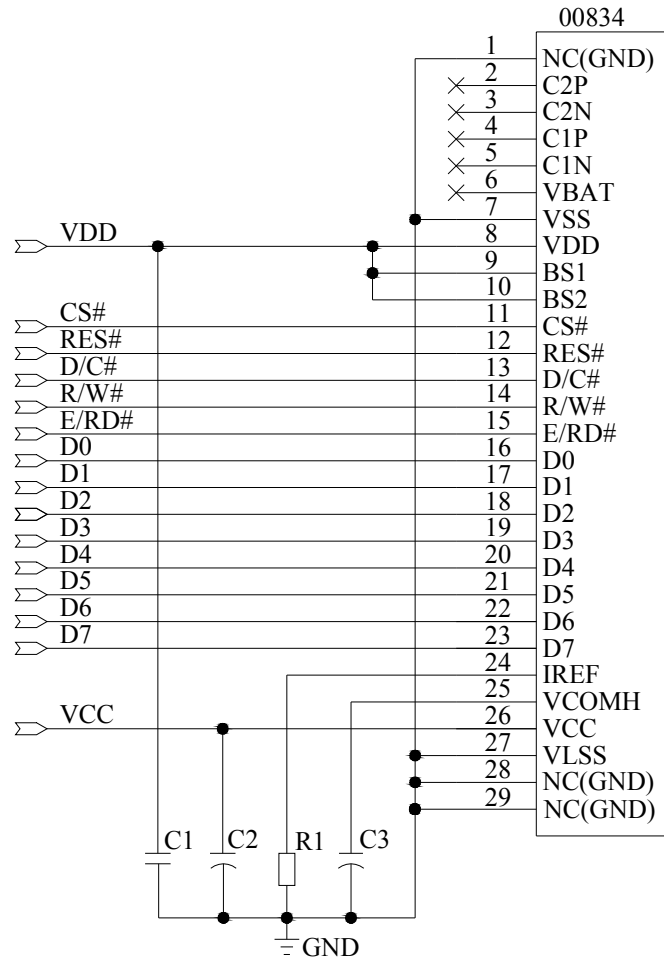 00834
1 NC(GND)
2 C2P
3 C2N
4 C1P
5 C1N
6 VBAT
7 VSS
VDD 8 VDD
9 BS1
10 BS2
CS# 11 CS#
RES# 12 RES#
D/C# 13 D/C#
R/W# 14 R/W#
E/RD# 15 E/RD#
D0 16 D0
D1 17 D1
D2 18 D2
D3 19 D3
D4 20 D4
D5 21 D5
D6 22 D6
D7 23 D7
24 IREF
25 VCOMH
VCC 26 VCC
27 VLSS
28 NC(GND)
29 NC(GND)
C1 C2 R1 C3
GND